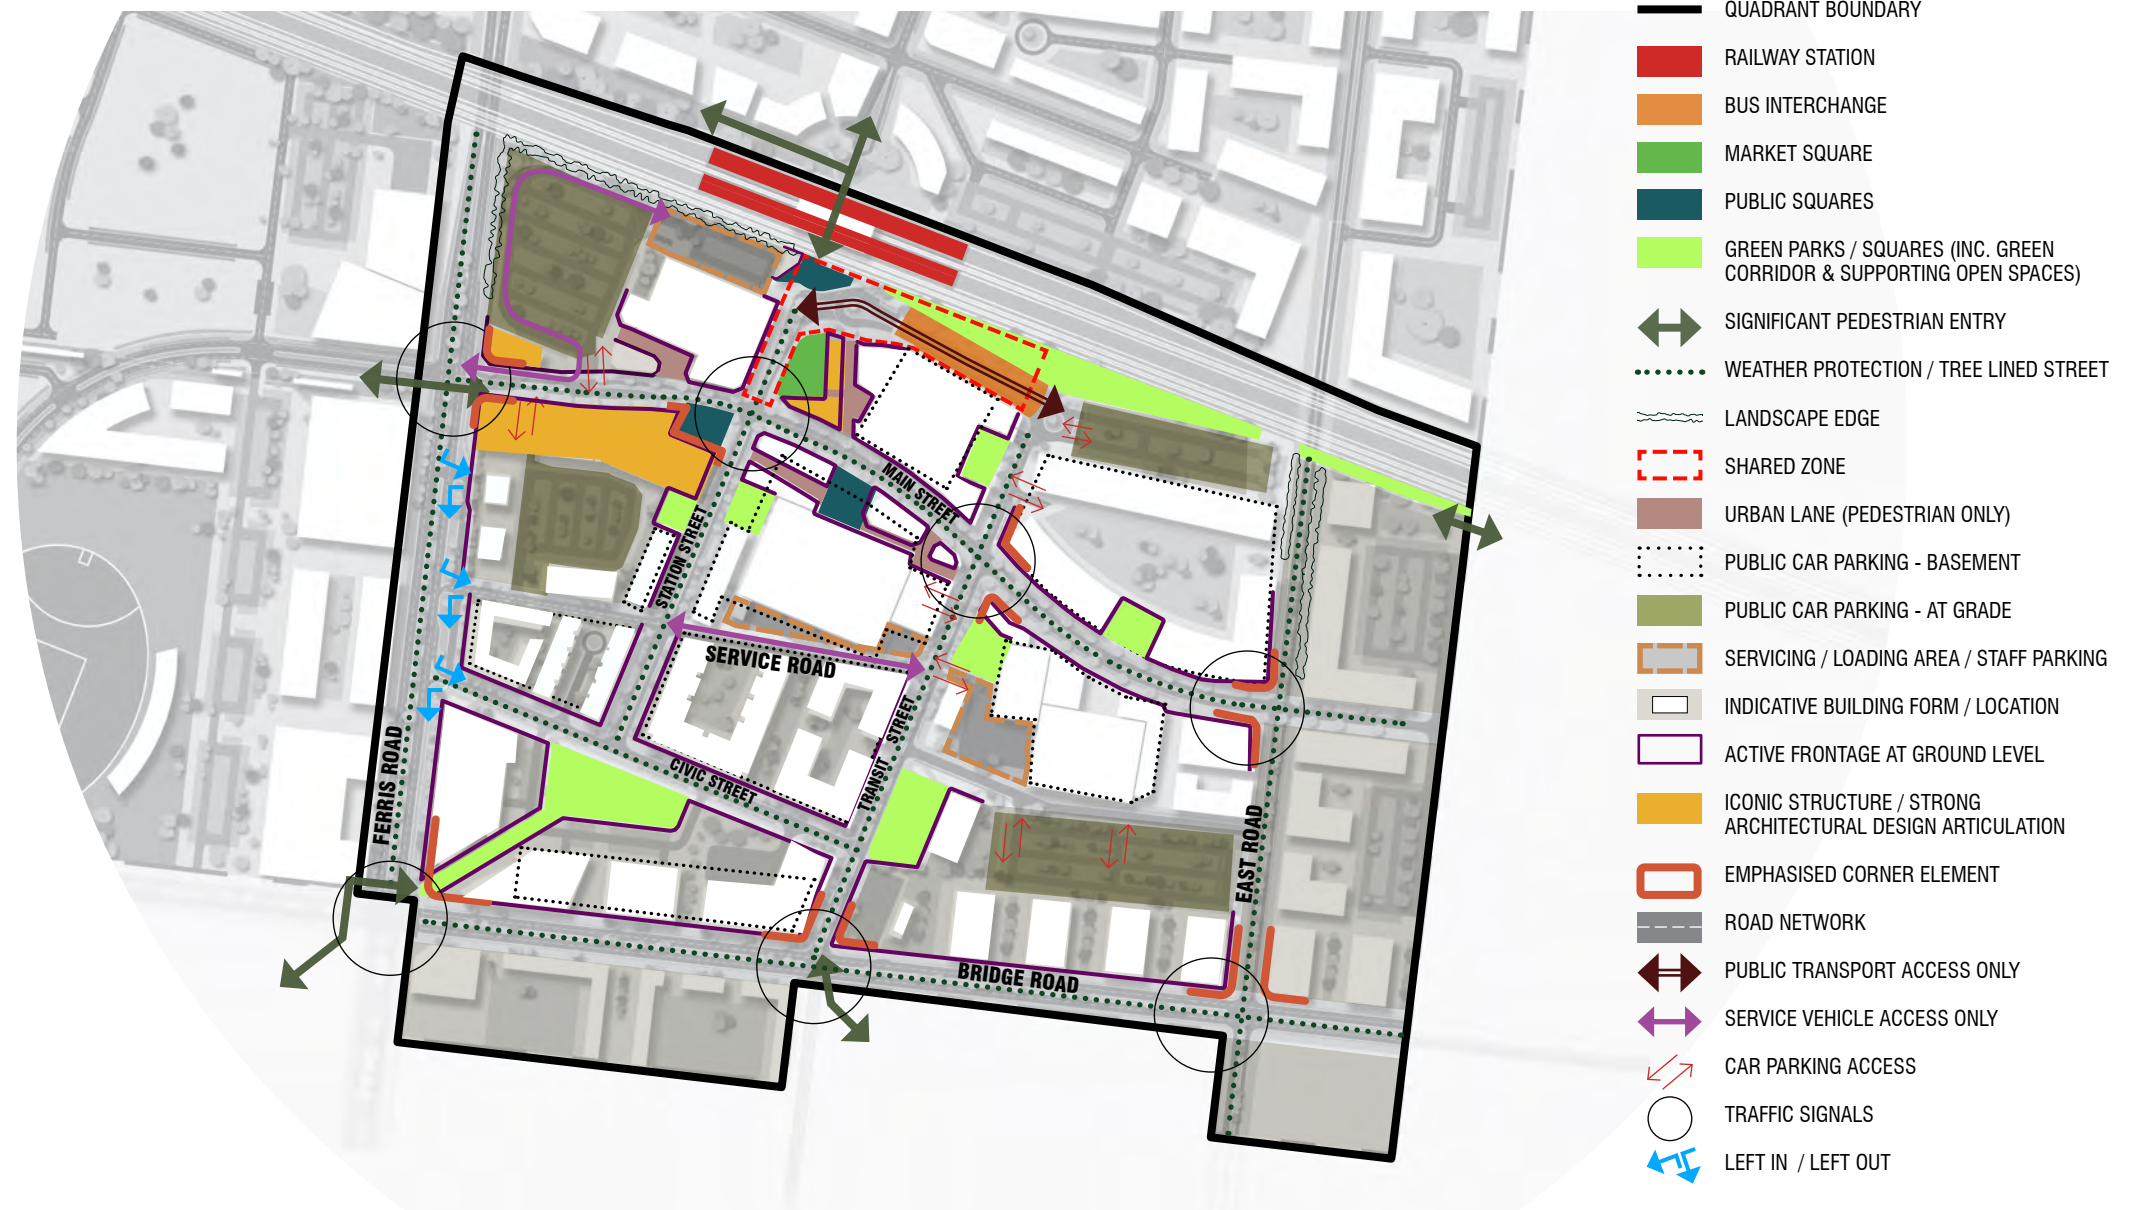 QUADRANT BOUNDARY
RAILWAY STATION
BUS INTERCHANGE
MARKET SQUARE
PUBLIC SQUARES
GREEN PARKS / SQUARES (INC. GREEN
CORRIDOR & SUPPORTING OPEN SPACES)
SIGNIFICANT PEDESTRIAN ENTRY
WEATHER PROTECTION / TREE LINED STREET
LANDSCAPE EDGE
SHARED ZONE
URBAN LANE (PEDESTRIAN ONLY)
PUBLIC CAR PARKING - BASEMENT
PUBLIC CAR PARKING - AT GRADE
SERVICING / LOADING AREA / STAFF PARKING
INDICATIVE BUILDING FORM / LOCATION
ACTIVE FRONTAGE AT GROUND LEVEL
ICONIC STRUCTURE / STRONG
ARCHITECTURAL DESIGN ARTICULATION
EMPHASISED CORNER ELEMENT
ROAD NETWORK
PUBLIC TRANSPORT ACCESS ONLY
SERVICE VEHICLE ACCESS ONLY
CAR PARKING ACCESS
TRAFFIC SIGNALS
LEFT IN / LEFT OUT
MAIN STREET
STATION STREET
SERVICE ROAD
TRANSIT STREET
CIVIC STREET
FERRIS ROAD
EAST ROAD
BRIDGE ROAD